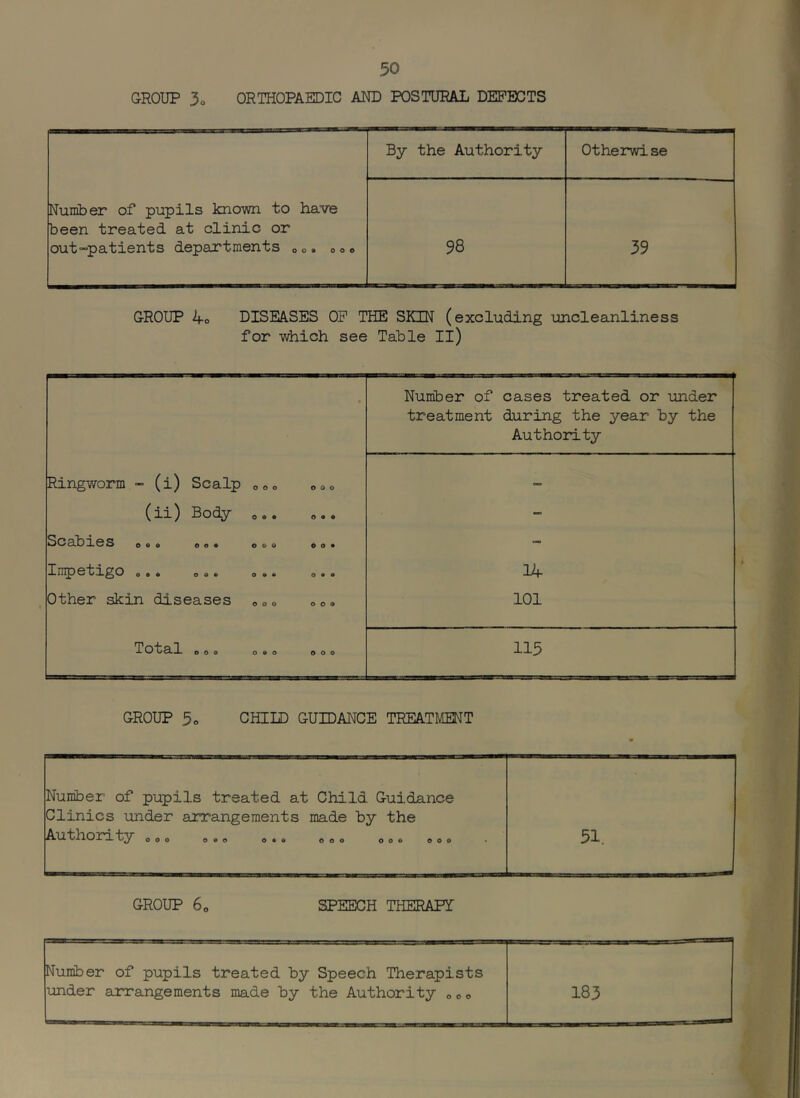 50
GROUP 3. ORTHOPAEDIC AND POSTURAL DEFECTS
By the Authority Otherwise
Number of pupils known to have
been treated at clinic or
out-patients departments ... ... 98 39
GROUP 4. DISEASES OF THE SKIN (excluding uncleanliness
for which see Table II)
Number of cases treated or under
treatment during the year by the
Authority
Ringworm - (i) Scalp ... ... -
(ii) Body ... ... -
Scabies ... ... ... ... -
Impetigo ... ... ... ... 14
Other skin diseases ... ... 101
Total ... ... ... 115
GROUP 5. CHILD GUIDANCE TREATMENT
Number of pupils treated at Child Guidance
Clinics under arrangements made by the
Authority ... ... ... ... ... ... 51.
GROUP 6. SPEECH THERAPY
Number of pupils treated by Speech Therapists
under arrangements made by the Authority ... 183